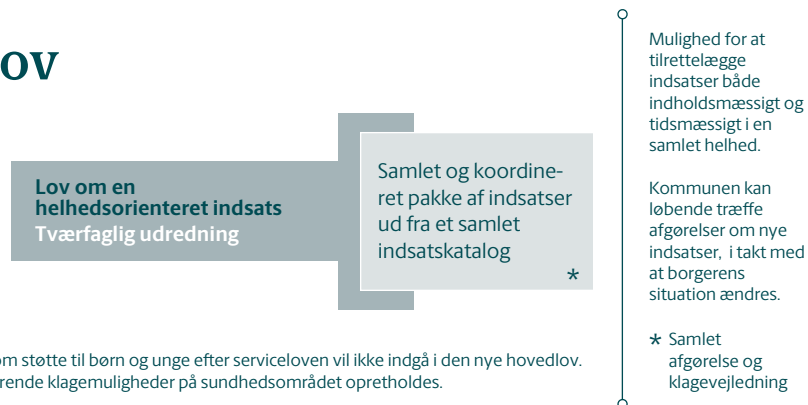 OV
Lov om en
helhedsorienteret indsats
Tværfaglig udredning
Samlet og koordine-
ret pakke af indsatser
ud fra et samlet
indsatskatalog
*
om støtte til børn og unge efter serviceloven vil ikke indgå i den nye hovedlov.
rende klagemuligheder på sundhedsområdet opretholdes.
Mulighed for at
tilrettelægge
indsatser både
indholdsmæssigt og
tidsmæssigt i en
samlet helhed.
Kommunen kan
løbende træffe
afgørelser om nye
indsatser, i takt med
at borgerens
situation ændres.
* Samlet
afgørelse og
klagevejledning